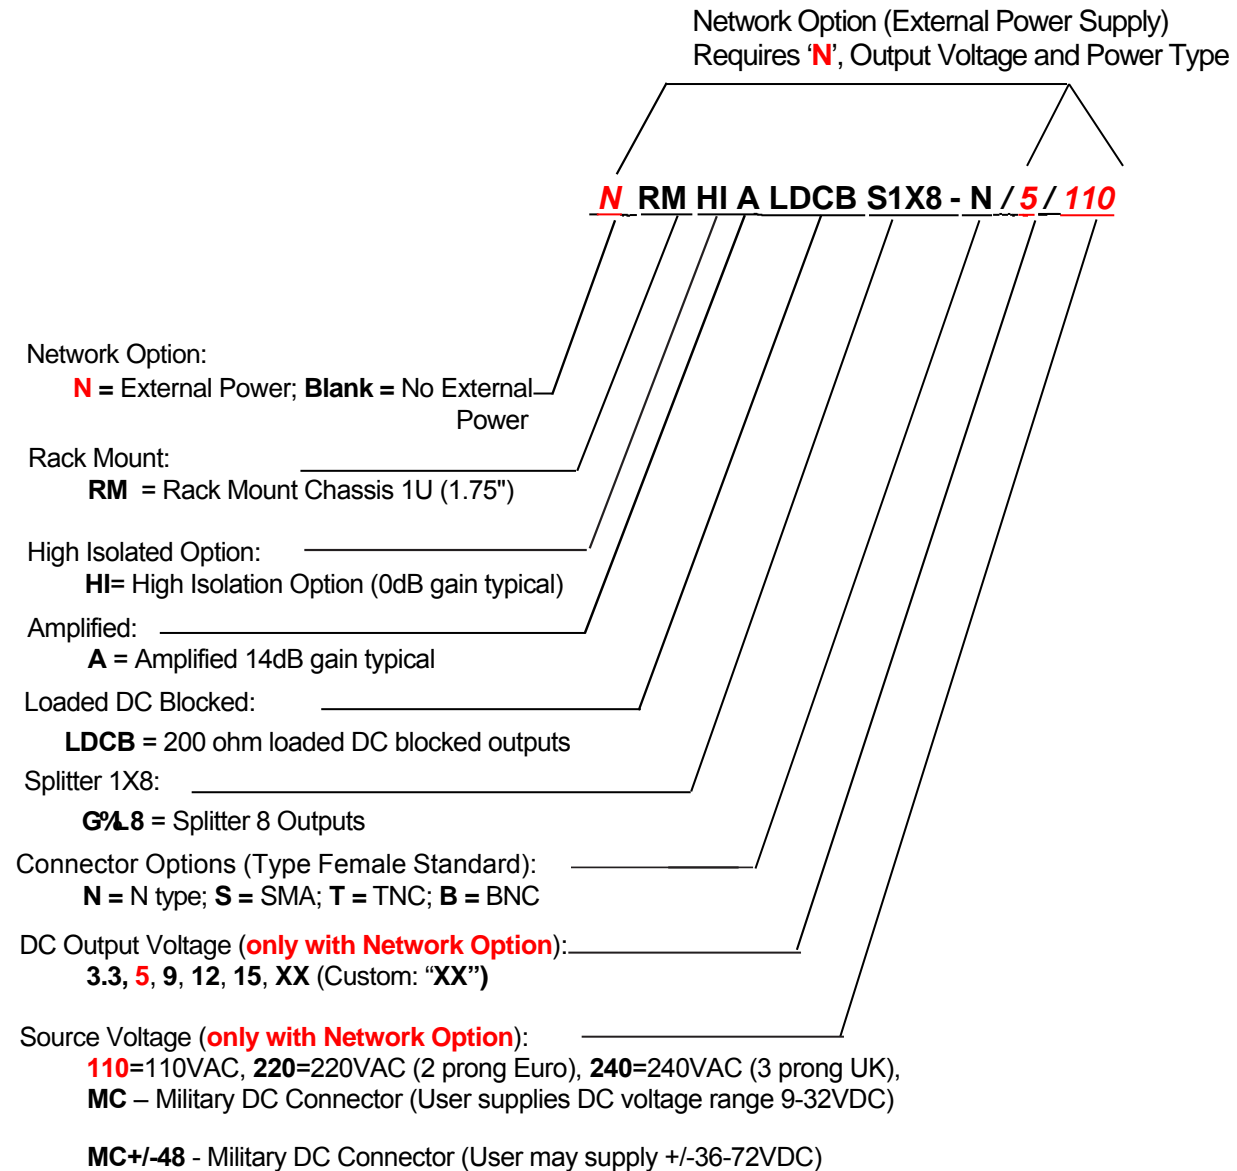 Network Option (External Power Supply)
Requires ‘N’, Output Voltage and Power Type
N RM HI A LDCB S1X8 - N / 5 / 110
Network Option:
N = External Power; Blank = No External
Power
Rack Mount:
RM = Rack Mount Chassis 1U (1.75")
High Isolated Option:
HI= High Isolation Option (0dB gain typical)
Amplified:
A = Amplified 14dB gain typical
Loaded DC Blocked:
LDCB = 200 ohm loaded DC blocked outputs
Splitter 1X8:
= Splitter 8 Outputs
Connector Options (Type Female Standard):
N = N type; S = SMA; T = TNC; B = BNC
DC Output Voltage (only with Network Option):
3.3, 5, 9, 12, 15, XX (Custom: “XX”)
Source Voltage (only with Network Option):
110=110VAC, 220=220VAC (2 prong Euro), 240=240VAC (3 prong UK),
MC – Military DC Connector (User supplies DC voltage range 9-32VDC)
MC+/-48 - Military DC Connector (User may supply +/-36-72VDC)